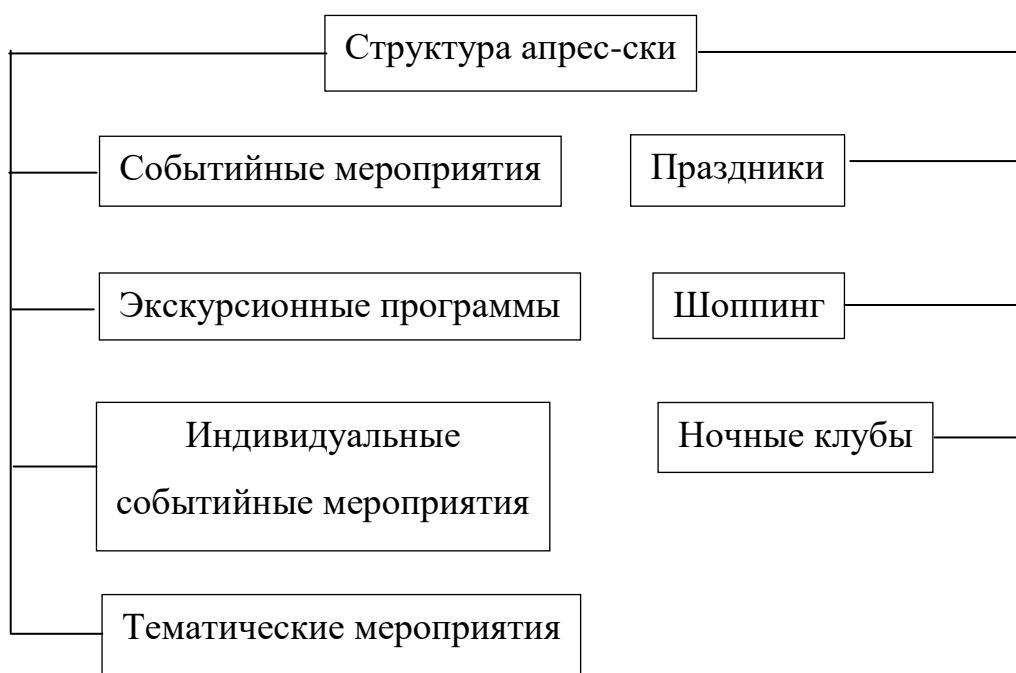 Структура апрес-ски
Событийные мероприятия
Праздники
Экскурсионные программы
Шоппинг
Индивидуальные
событийные мероприятия
Ночные клубы
Тематические мероприятия